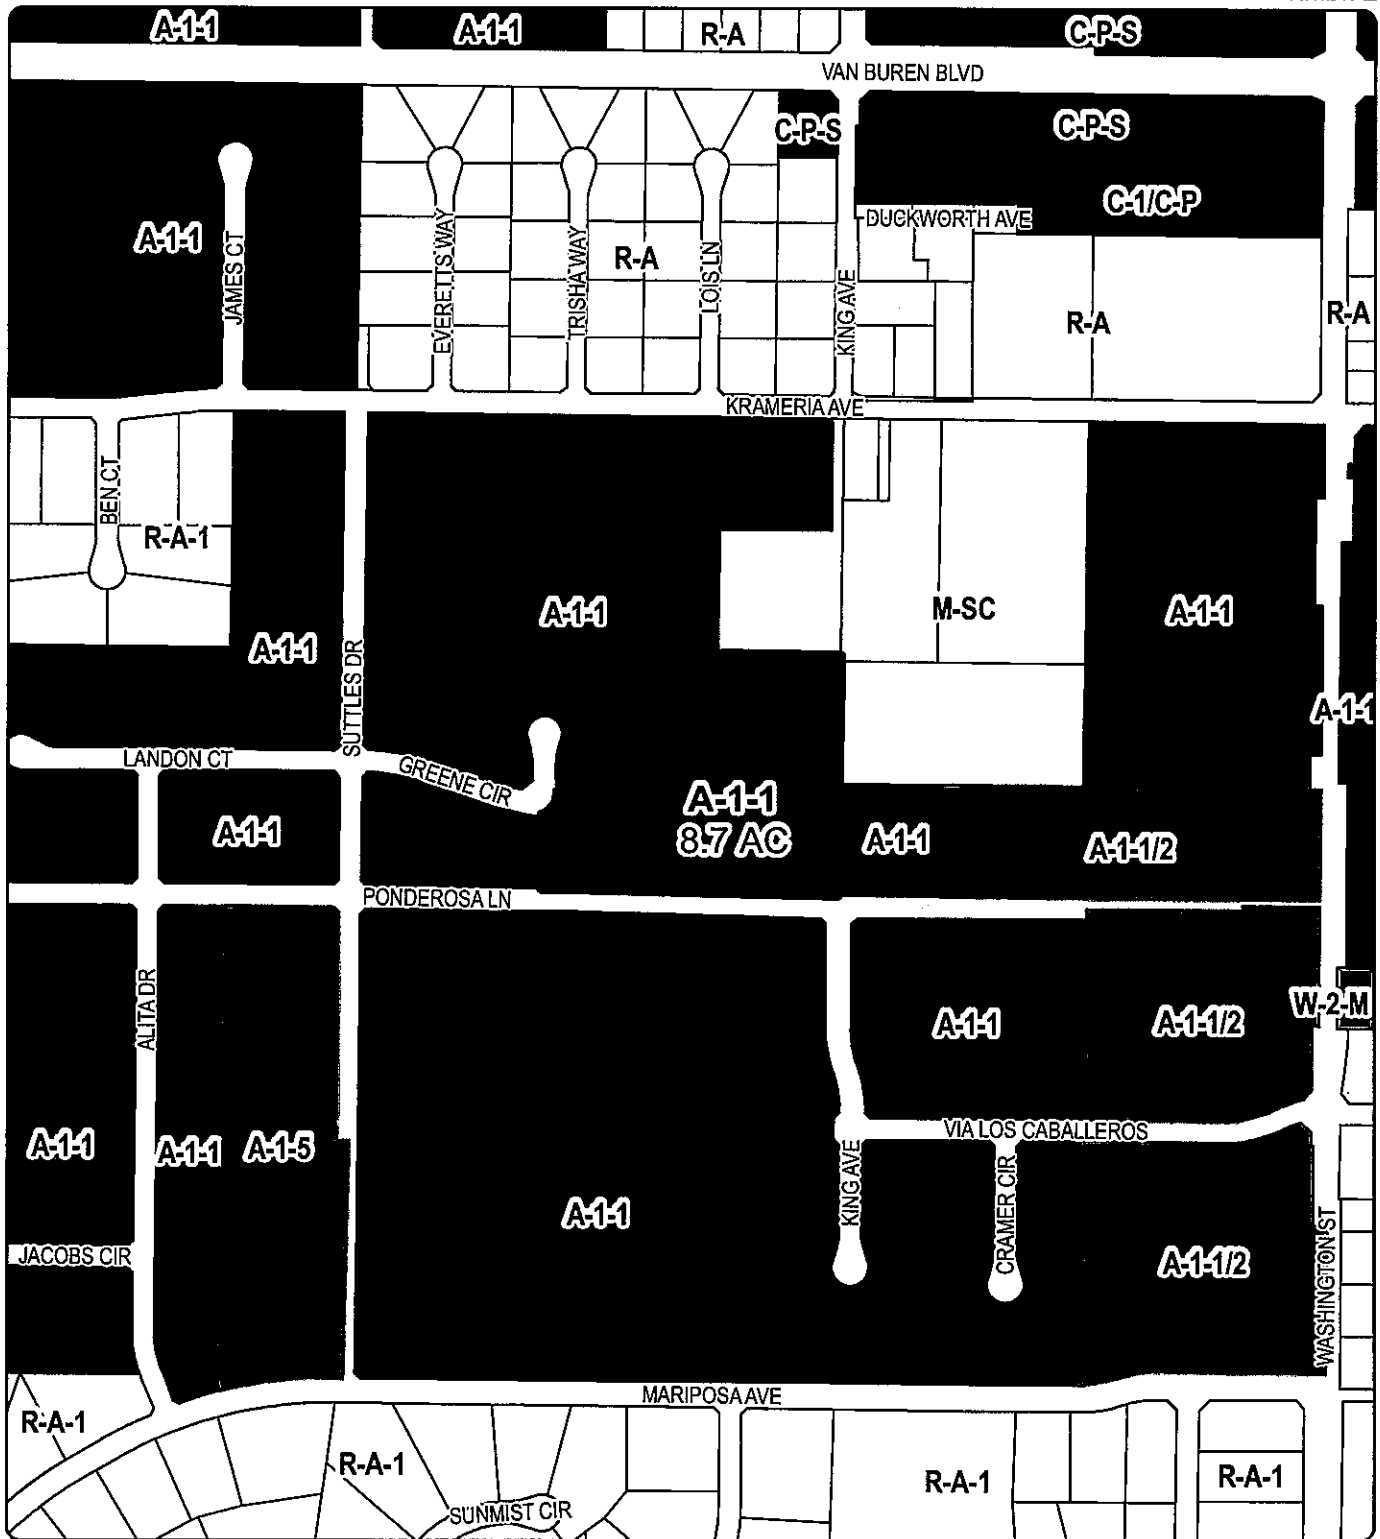 A-1-1
A-1-1
R-A
C-P-S
VAN BUREN BLVD
C-P-S
C-P-S
C-1/C-P
DUCKWORTH AVE
A-1-1
JAMES CT
EVERETTS WAY
TRISHA WAY
R-A
LOIS LN
KING AVE
R-A
R-A
KRAMERIA AVE
BEN CT
R-A-1
A-1-1
SUTTLES DR
A-1-1
M-SC
A-1-1
A-1-1
LANDON CT
GREENE CIR
A-1-1
8.7 AC
A-1-1
A-1-1
A-1-1/2
PONDEROSA LN
ALITA DR
A-1-1
A-1-1/2
W-2-M
A-1-1
A-1-1
A-1-5
A-1-1
KING AVE
VIA LOS CABALLEROS
CRAMER CIR
A-1-1/2
WASHINGTON ST
JACOBS CIR
MARIPOSA AVE
R-A-1
R-A-1
R-A-1
R-A-1
SUNMIST CIR